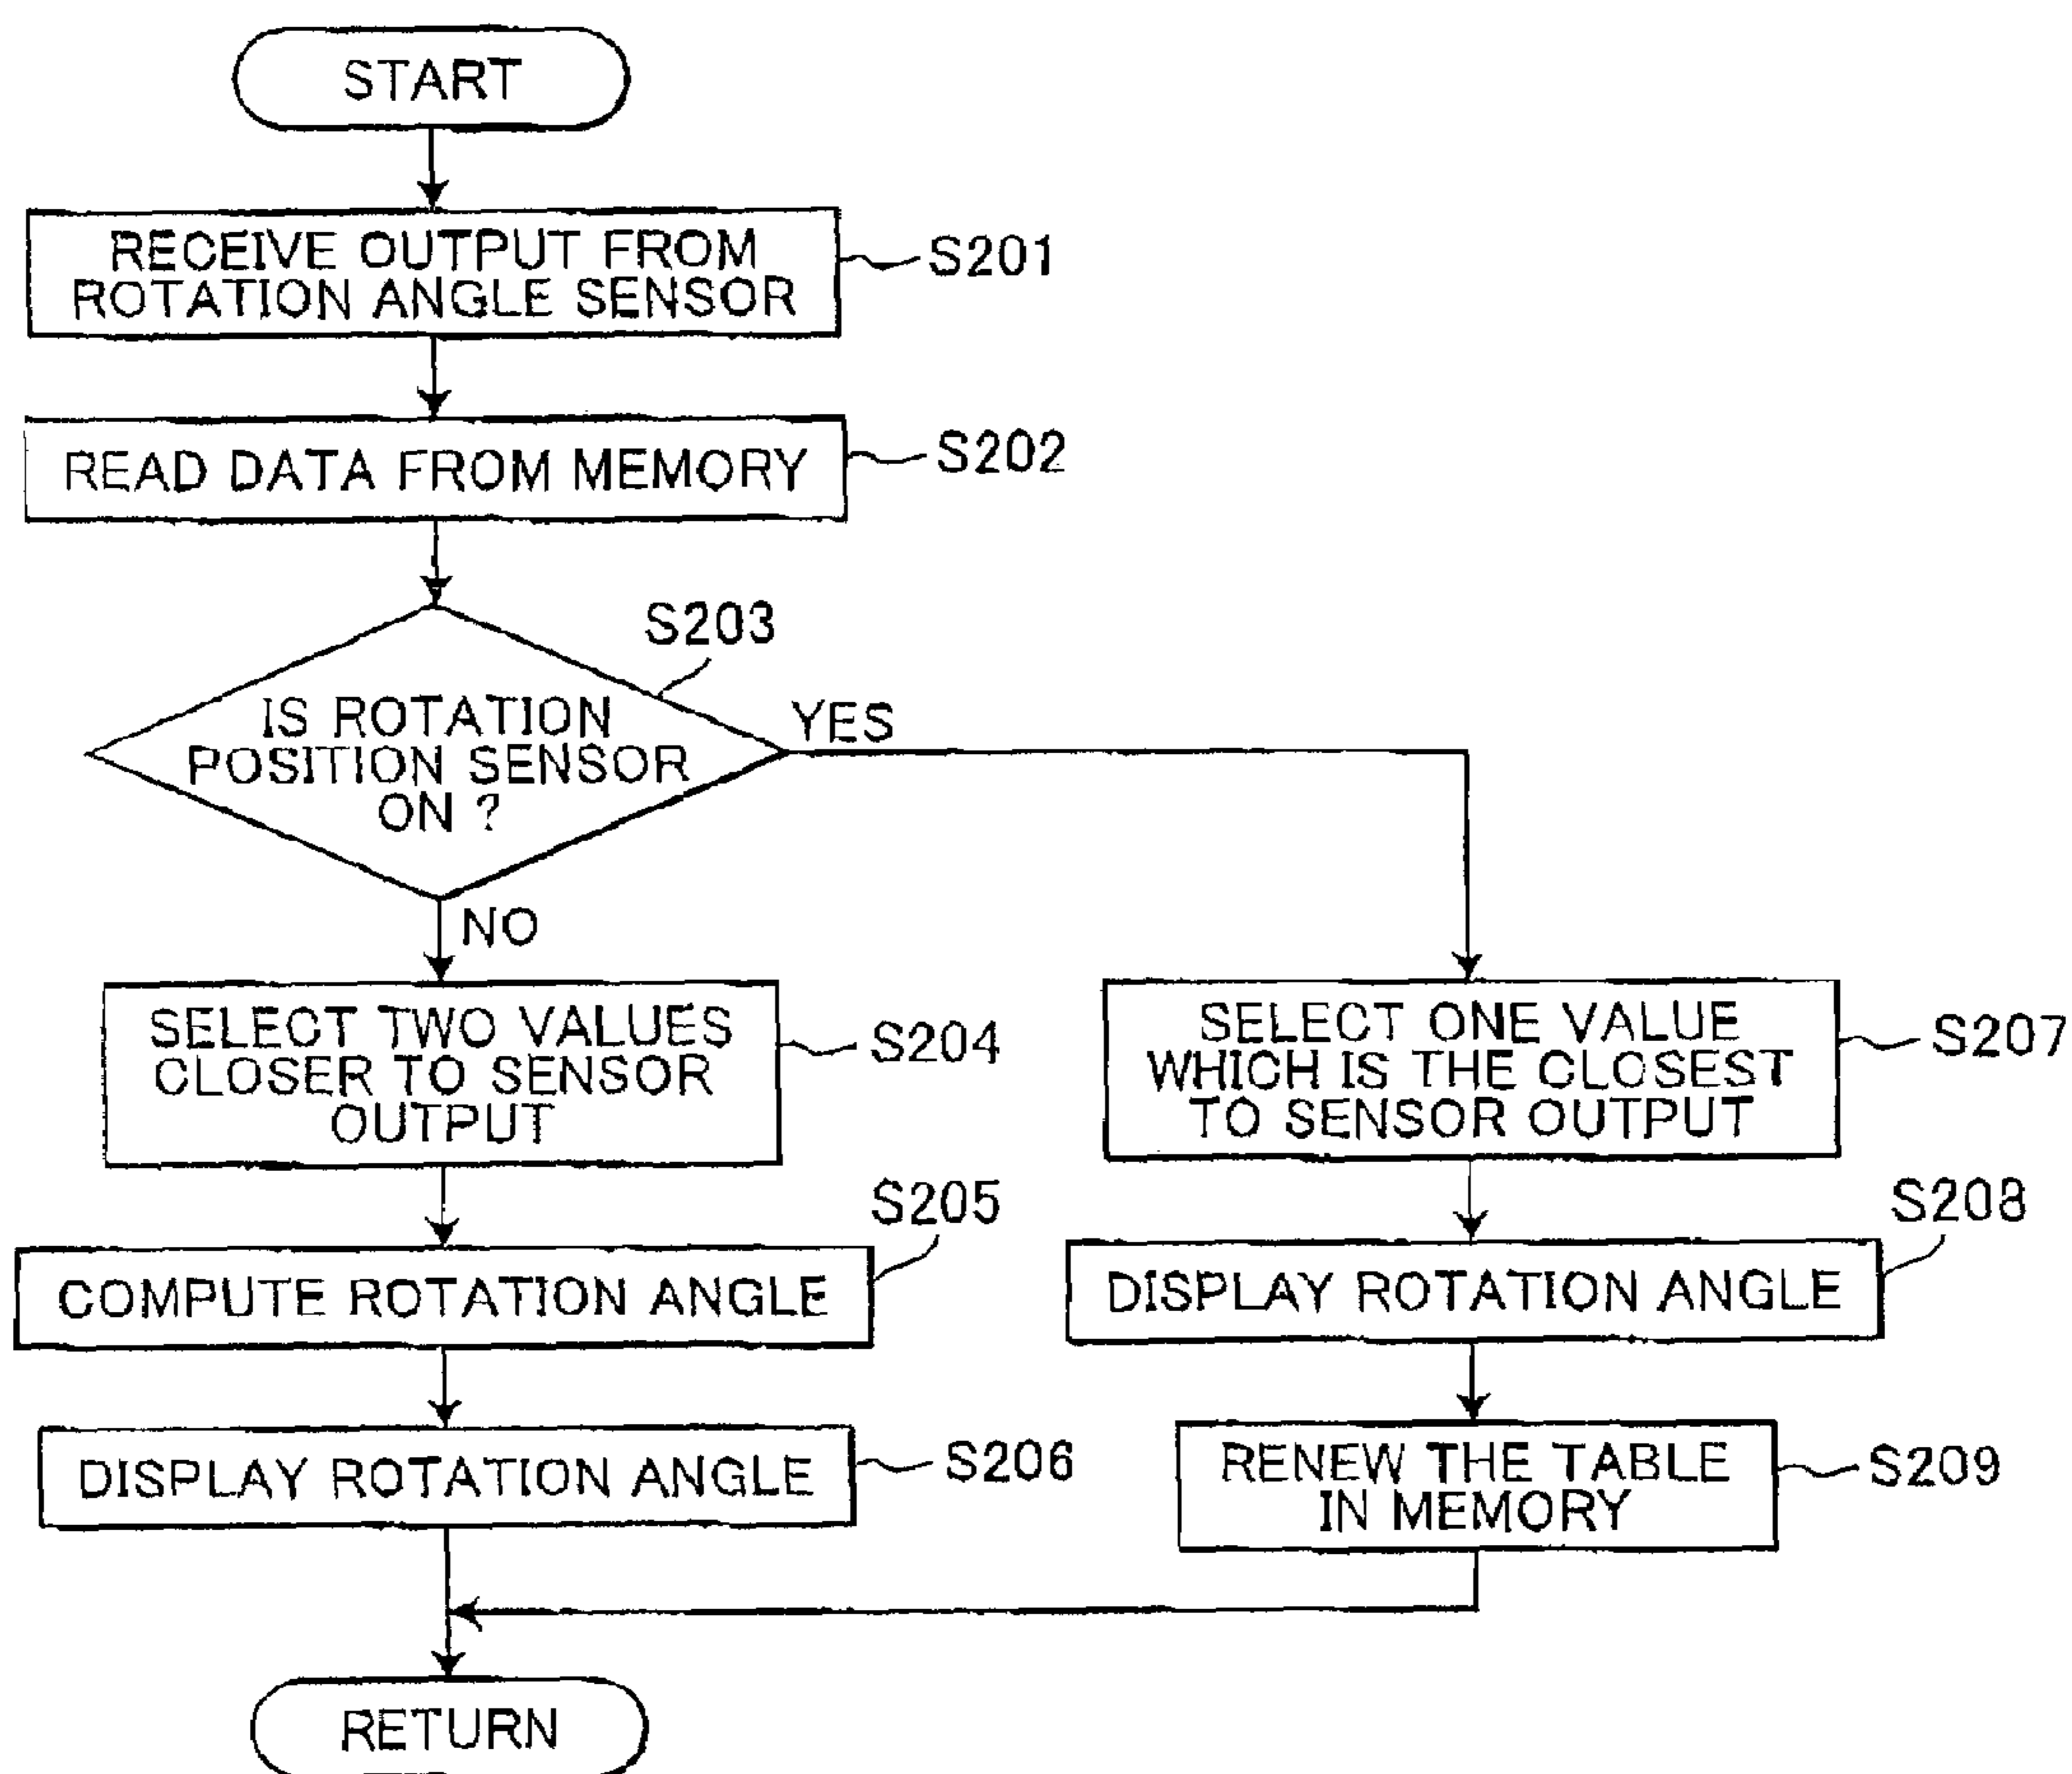 START
RECEIVE OUTPUT FROM
ROTATION ANGLE SENSOR
S201
READ DATA FROM MEMORY
S202
S203
IS ROTATION
POSITION SENSOR
ON ?
YES
NO
SELECT TWO VALUES
CLOSER TO SENSOR
OUTPUT
S204
SELECT ONE VALUE
WHICH IS THE CLOSEST
TO SENSOR OUTPUT
S207
S205
COMPUTE ROTATION ANGLE
S208
DISPLAY ROTATION ANGLE
DISPLAY ROTATION ANGLE
S206
RENEW THE TABLE
IN MEMORY
S209
RETURN